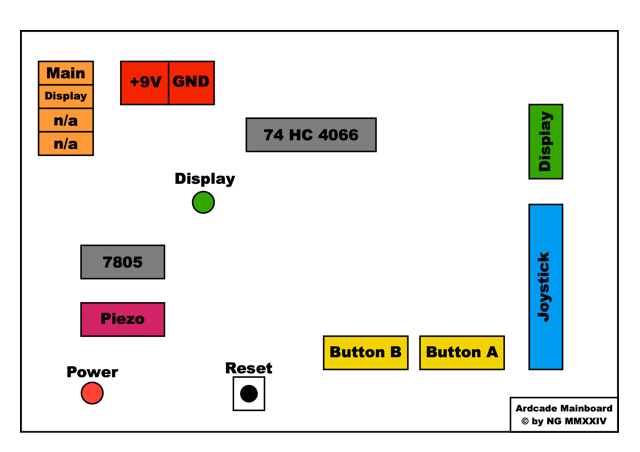 Main
Display
n/a
n/a
+9V GND
74 HC 4066
Display
Display
7805
Joystick
Piezo
Button B
Button A
Power
Reset
Ardcade Mainboard
© by NG MMXXIV